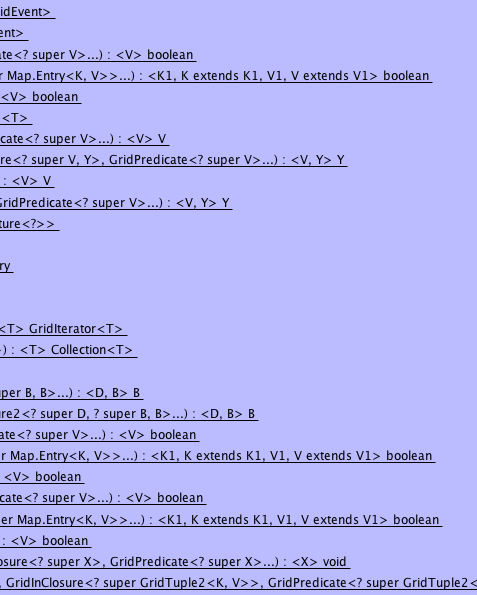 idEvent>
ent>
ate<? super V>...) : <V> boolean
r Map.Entry<K, V>>...) : <K1, K extends K1, V1, V extends V1> boolean
<V> boolean
<T>
cate<? super V>...) : <V> V
re<? super V, Y>, GridPredicate<? super V>...) : <V, Y> Y
: <V> V
GridPredicate<? super V>...) : <V, Y> Y
ture<?>>
ry
<T> GridIterator<T>
>) : <T> Collection<T>
uper B, B>...) : <D, B> B
ure2<? super D, ? super B, B>...) : <D, B> B
ate<? super V>...) : <V> boolean
r Map.Entry<K, V>>...) : <K1, K extends K1, V1, V extends V1> boolean
<V> boolean
cate<? super V>...) : <V> boolean
er Map.Entry<K, V>>...) : <K1, K extends K1, V1, V extends V1> boolean
: <V> boolean
losure<? super X>, GridPredicate<? super X>...) : <X> void
, GridInClosure<? super GridTuple2<K, V>>, GridPredicate<? super GridTuple2<